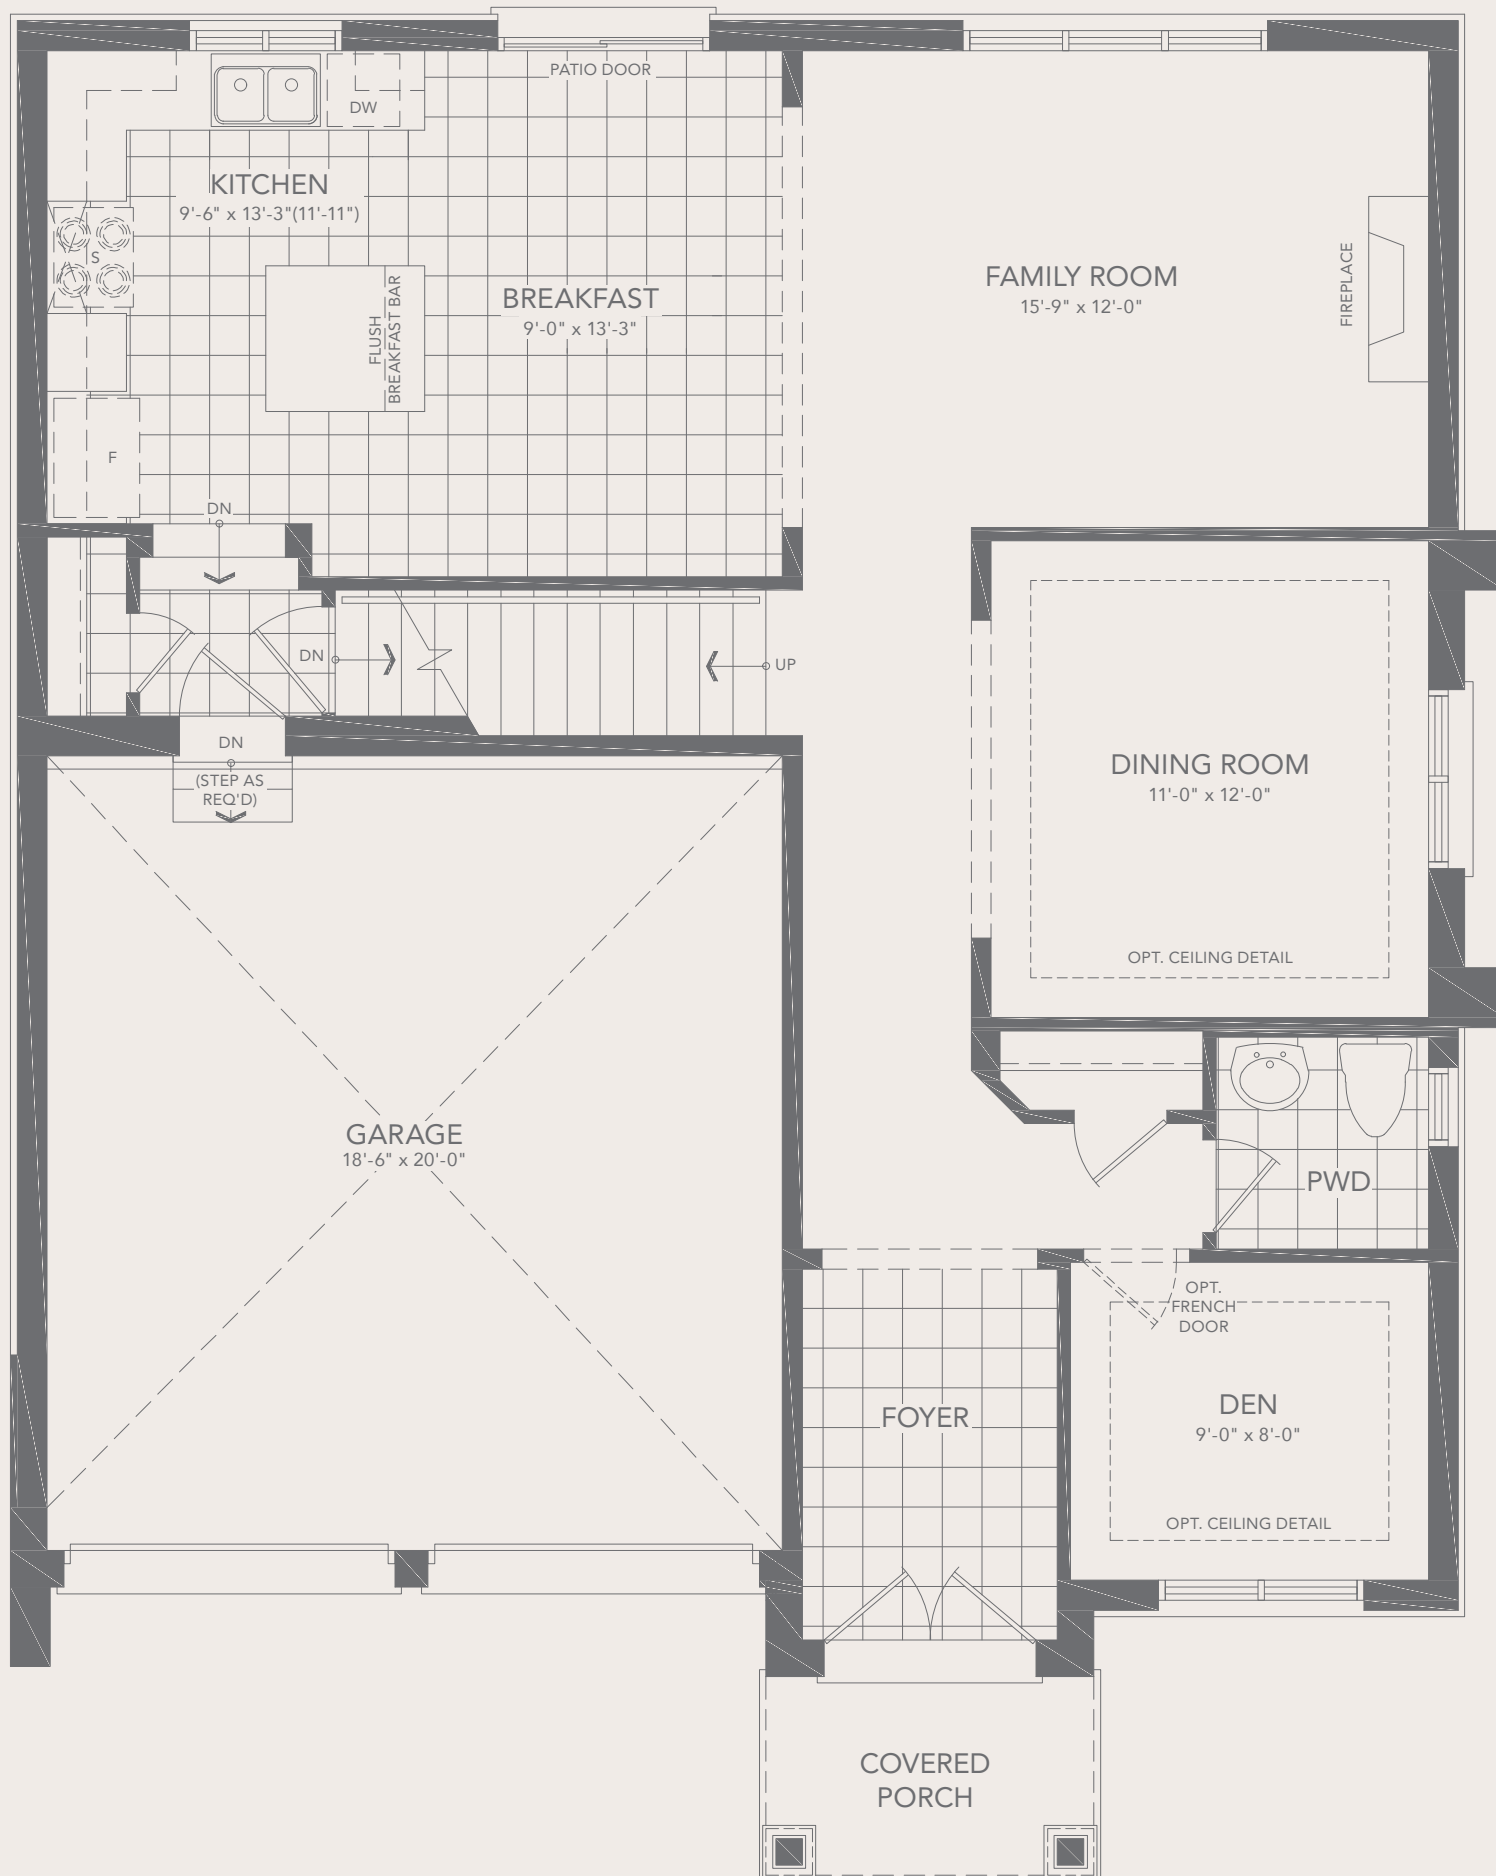 PATIO DOOR
DW
KITCHEN
9'-6" x 13'-3"(11'-11")
S
FLUSH
BREAKFAST BAR
BREAKFAST
9'-0" x 13'-3"
FAMILY ROOM
15'-9" x 12'-0"
FIREPLACE
F
DN
DN
UP
DN
(STEP AS
REQ'D)
DINING ROOM
11'-0" x 12'-0"
OPT. CEILING DETAIL
GARAGE
18'-6" x 20'-0"
PWD
OPT.
FRENCH
DOOR
FOYER
DEN
9'-0" x 8'-0"
OPT. CEILING DETAIL
COVERED
PORCH